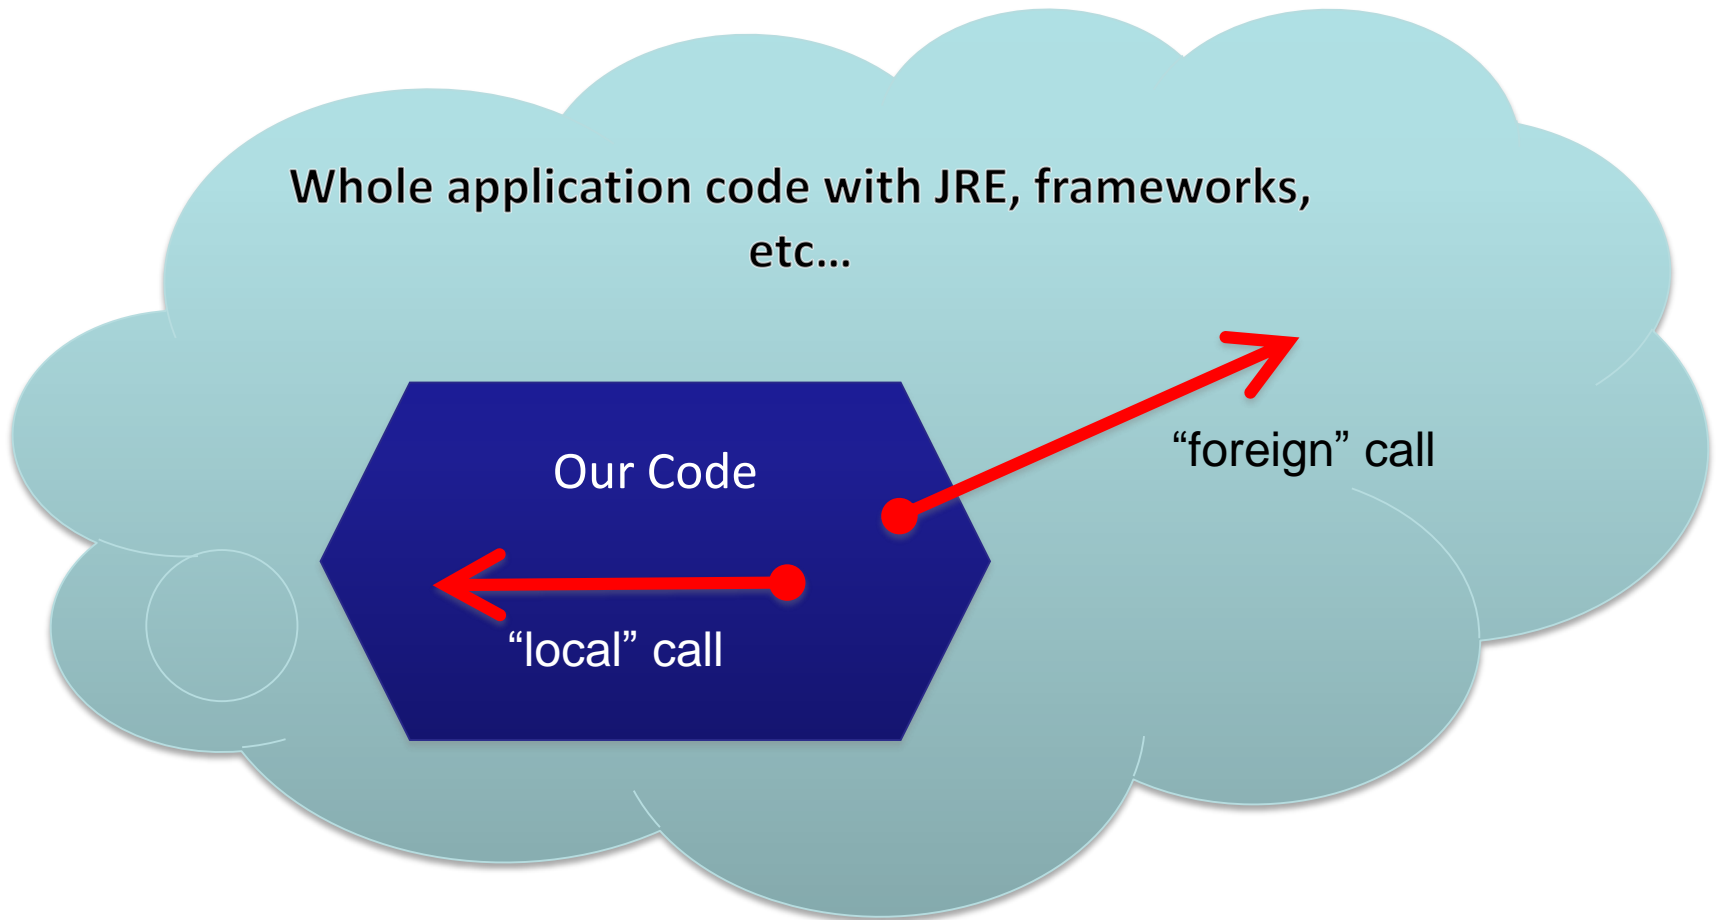 Whole application code with JRE, frameworks,
etc…
Our Code
“foreign” call
“local” call